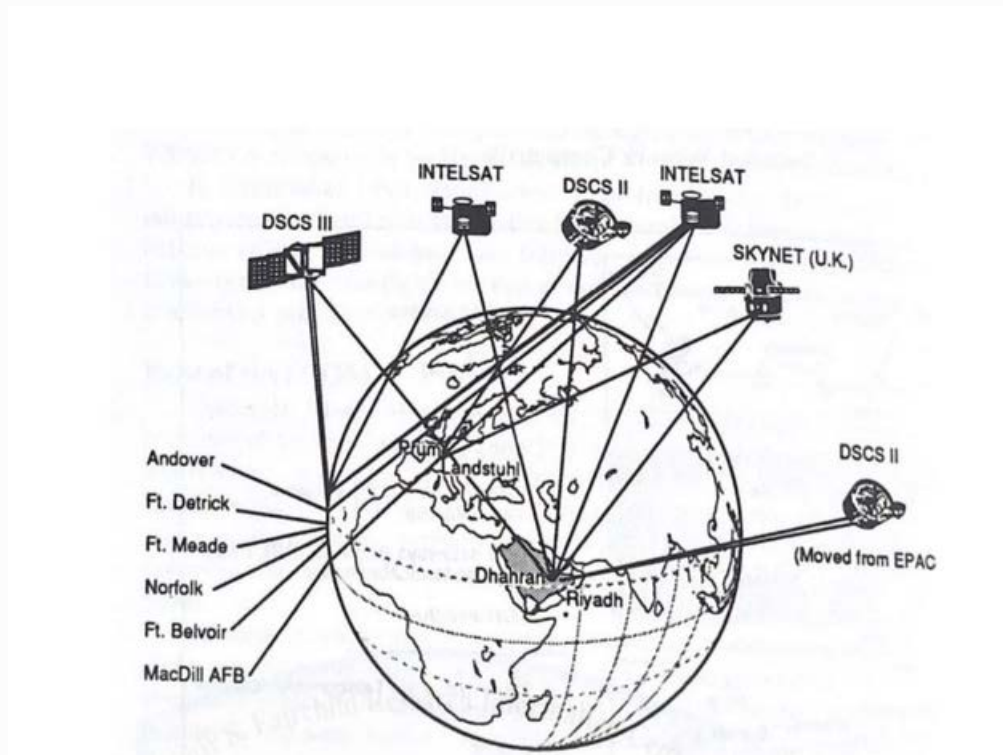 INTELSAT
DSCS II
INTELSAT
DSCS III
SKYNET (U.K.)
Prum
Landstuhl
Andover
Ft. Detrick
Ft. Meade
Norfolk
Ft. Belvoir
MacDill AFB
Dhahran
Riyadh
DSCS II
(Moved from EPAC